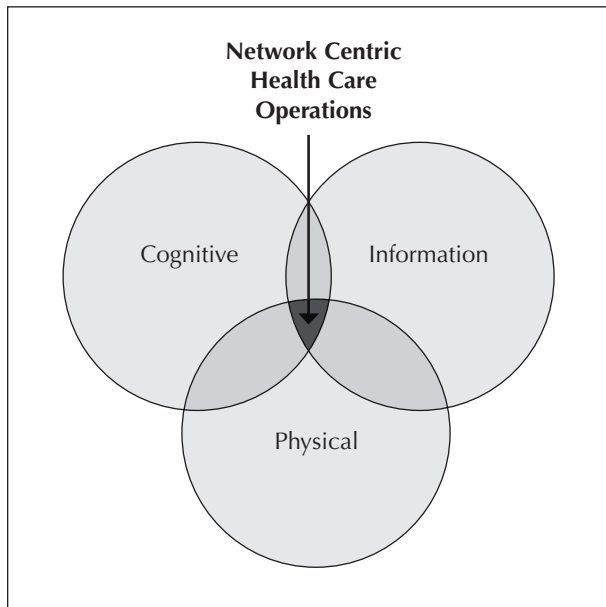 Network Centric
Health Care
Operations
Cognitive
Information
Physical